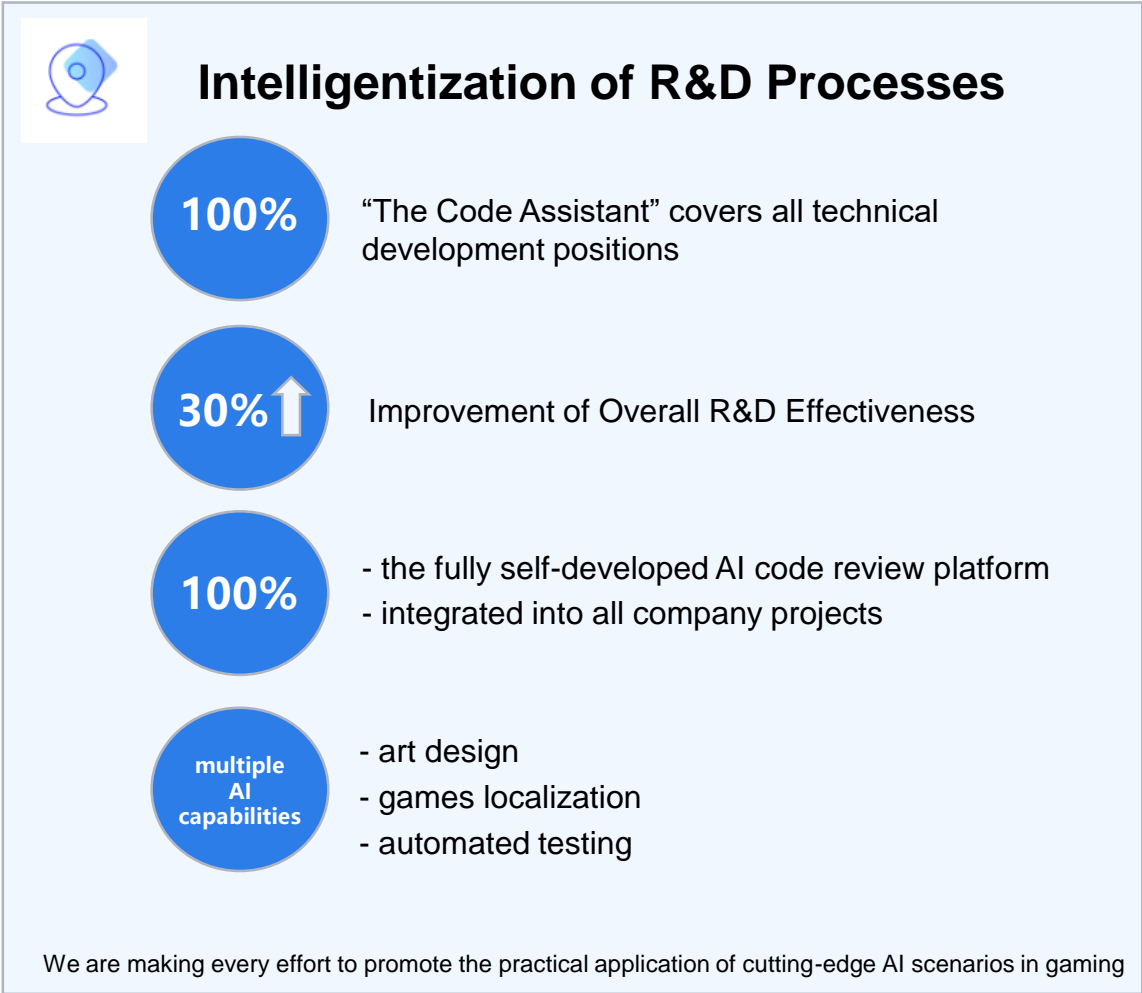 Intelligentization of R&D Processes
100%
“The Code Assistant” covers all technical
development positions
30%
Improvement of Overall R&D Effectiveness
100%
- the fully self-developed AI code review platform
- integrated into all company projects
multiple
AI
capabilities
- art design
- games localization
- automated testing
We are making every effort to promote the practical application of cutting-edge AI scenarios in gaming